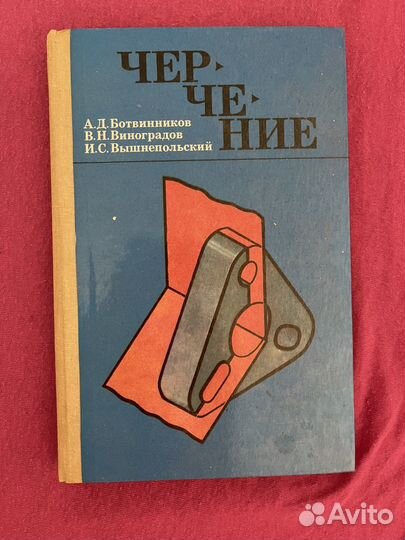 ЧЕР-
ЧЕ-
НИЕ
А.Д.Ботвинников
В.Н.Виноградов
И.С.Вышнепольский
Avito